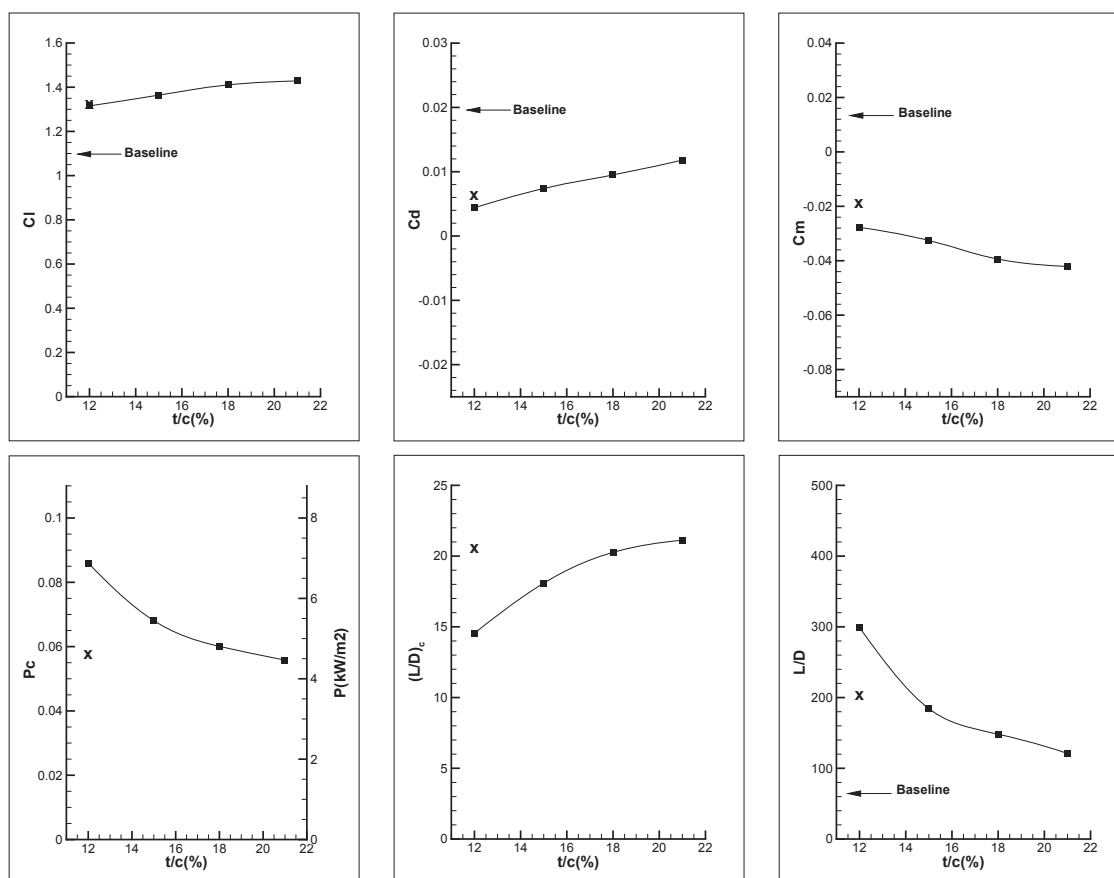 1.6
1.4
1.2
1
0.8
0.6
0.4
0.2
0
Cl
x
Baseline
12 14 16 18 20 22
t/c(%)
0.03
0.02
0.01
0
-0.01
-0.02
Cd
x
Baseline
12 14 16 18 20 22
t/c(%)
0.04
0.02
0
-0.02
-0.04
-0.06
-0.08
Cm
x
Baseline
12 14 16 18 20 22
t/c(%)
0.1
0.08
0.06
0.04
0.02
0
Pc
x
8
6
4
2
0
P(kW/m2)
12 14 16 18 20 22
t/c(%)
25
20
15
10
5
0
(L/D)c
x
12 14 16 18 20 22
t/c(%)
500
400
300
200
100
0
L/D
x
Baseline
12 14 16 18 20 22
t/c(%)